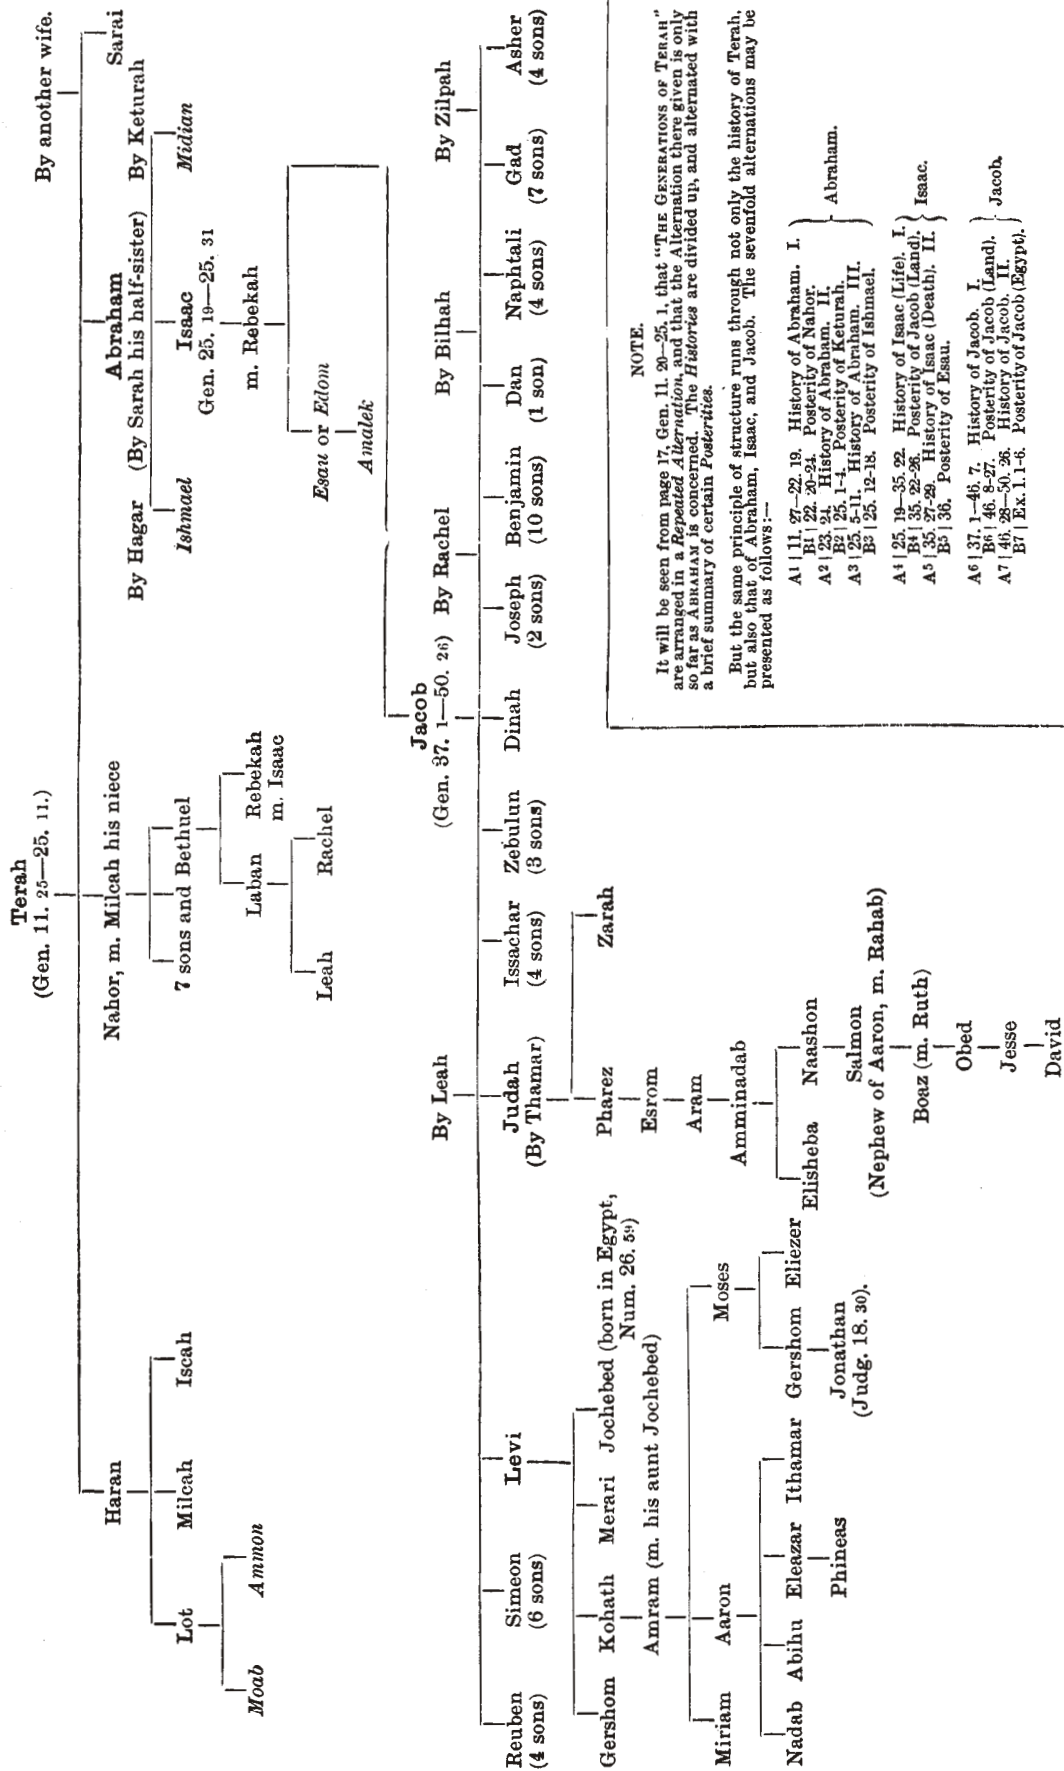 Terah
(Gen. 11. 25—25. 11.)
By another wife.
Haran
Nahor, m. Milcah his niece
Abraham
Sarai
By Hagar (By Sarah his half-sister) By Keturah
Lot Milcah Iscah
7 sons and Bethuel
Ishmael
Isaac
Midian
Gen. 25. 19—25. 31
Moab Ammon
Laban
Rebekah
m. Isaac
m. Rebekah
Leah Rachel
Esau or Edom
Amalek
Jacob
(Gen. 37. 1—50. 26)
By Leah
By Rachel
By Bilhah
By Zilpah
Reuben
(4 sons)
Simeon
(6 sons)
Levi
Judah
(By Thamar)
Issachar
(4 sons)
Zebulun
(3 sons)
Dinah
Joseph
(2 sons)
Benjamin
(10 sons)
Dan
(1 son)
Naphtali
(4 sons)
Gad
(7 sons)
Asher
(4 sons)
Gershom Kohath Merari Jochebed (born in Egypt,
Num. 26. 59)
Pharez
Zarah
Amram (m. his aunt Jochebed)
Esrom
Aram
Miriam Aaron Moses
Amminadab
Nadab Abihu Eleazar Ithamar Gershom Eliezer
Elisheba Naashon
Phineas
Jonathan
(Judg. 18. 30).
Salmon
(Nephew of Aaron, m. Rahab)
Boaz (m. Ruth)
Obed
Jesse
David
NOTE.
It will be seen from page 17, Gen. 11. 20—25. 1, that "THE GENERATIONS OF TERAH"
are arranged in a Repeated Alternation, and that the Alternation there given is only
so far as ABRAHAM is concerned. The Histories are divided up, and alternated with
a brief summary of certain Posterities.
But the same principle of structure runs through not only the history of Terah,
but also that of Abraham, Isaac, and Jacob. The sevenfold alternations may be
presented as follows:—
A1 | 11. 27—22. 19. History of Abraham. I.
B1 | 22. 20-24. Posterity of Nahor.
A2 | 23, 24. History of Abraham. II.
B2 | 25. 1-4. Posterity of Keturah.
A3 | 25. 5-11. History of Abraham. III.
B3 | 25. 12-18. Posterity of Ishmael.
Abraham.
A4 | 25. 19—35. 22. History of Isaac (Life). I.
B4 | 35. 22-26. Posterity of Jacob (Land).
A5 | 35. 27-29. History of Isaac (Death). II.
B5 | 36. Posterity of Esau.
Isaac.
A6 | 37. 1—46. 7. History of Jacob. I.
B6 | 46. 8-27. Posterity of Jacob (Land).
A7 | 46. 28—50. 26. History of Jacob. II.
B7 | Ex. 1. 1-6. Posterity of Jacob (Egypt).
Jacob.